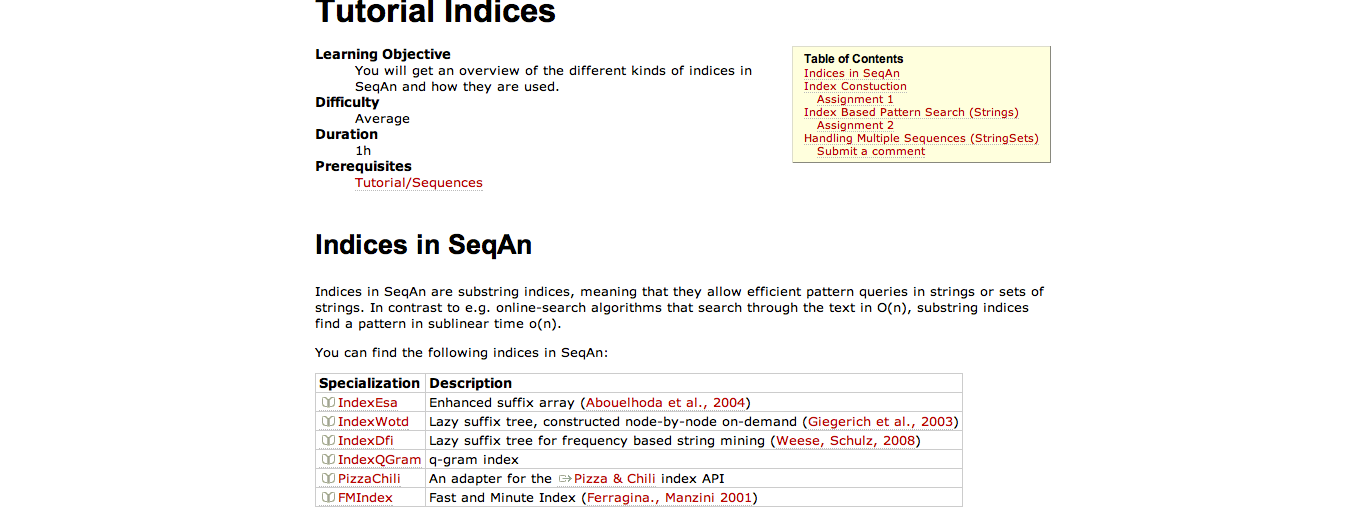 Tutorial Indices
Learning Objective
You will get an overview of the different kinds of indices in
SeqAn and how they are used.
Difficulty
Average
Duration
1h
Prerequisites
Tutorial/Sequences
Table of Contents
Indices in SeqAn
Index Constuction
Assignment 1
Index Based Pattern Search (Strings)
Assignment 2
Handling Multiple Sequences (StringSets)
Submit a comment
Indices in SeqAn
Indices in SeqAn are substring indices, meaning that they allow efficient pattern queries in strings or sets of
strings. In contrast to e.g. online-search algorithms that search through the text in O(n), substring indices
find a pattern in sublinear time o(n).
You can find the following indices in SeqAn:
Specialization Description
IndexEsa Enhanced suffix array (Abouelhoda et al., 2004)
IndexWotd Lazy suffix tree, constructed node-by-node on-demand (Giegerich et al., 2003)
IndexDfi Lazy suffix tree for frequency based string mining (Weese, Schulz, 2008)
IndexQGram q-gram index
PizzaChili An adapter for the Pizza & Chili index API
FMIndex Fast and Minute Index (Ferragina., Manzini 2001)